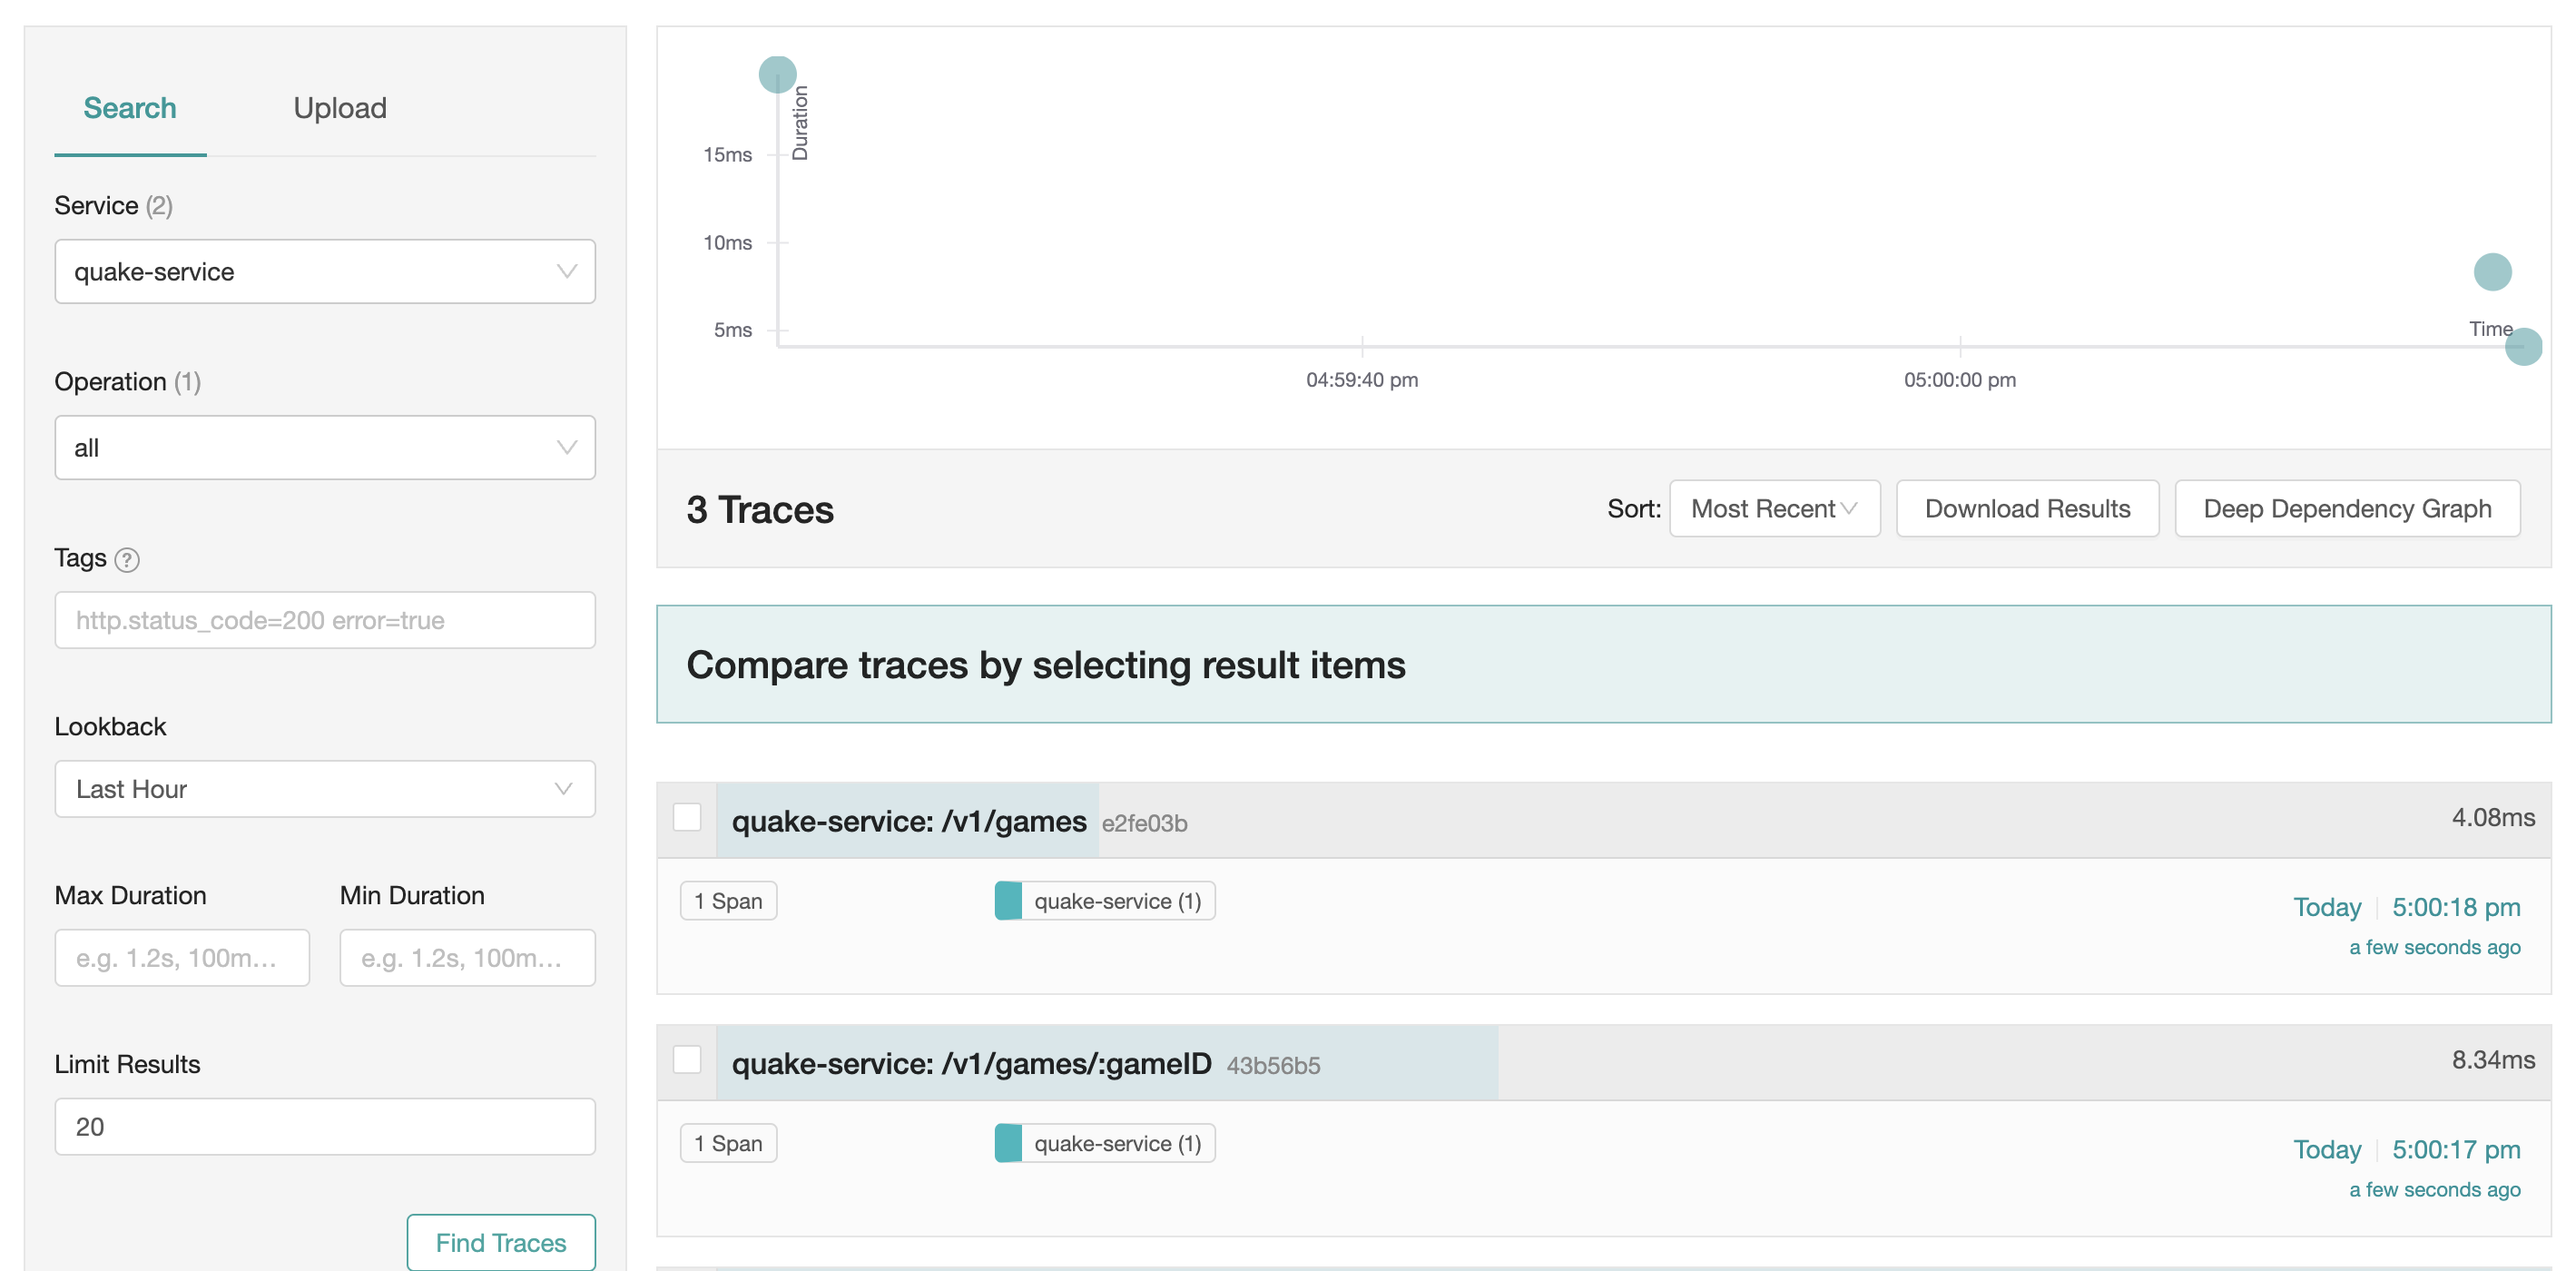 Search
Upload
Service (2)
quake-service
Operation (1)
all
Tags ?
http.status_code=200 error=true
Lookback
Last Hour
Max Duration
Min Duration
e.g. 1.2s, 100m...
e.g. 1.2s, 100m...
Limit Results
20
Find Traces
Duration
15ms
10ms
5ms
Time
04:59:40 pm
05:00:00 pm
3 Traces
Sort: Most Recent
Download Results
Deep Dependency Graph
Compare traces by selecting result items
quake-service: /v1/games e2fe03b
4.08ms
1 Span
quake-service (1)
Today 5:00:18 pm
a few seconds ago
quake-service: /v1/games/:gameID 43b56b5
8.34ms
1 Span
quake-service (1)
Today 5:00:17 pm
a few seconds ago